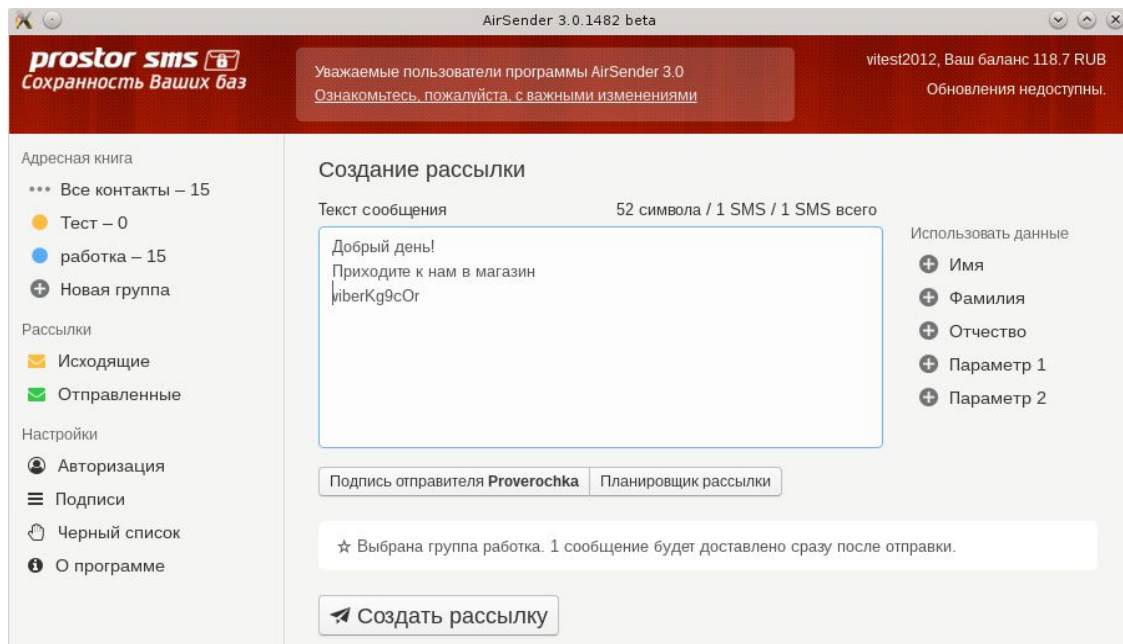 AirSender 3.0.1482 beta
prostor sms
Сохранность Ваших баз
Уважаемые пользователи программы AirSender 3.0
Ознакомьтесь, пожалуйста, с важными изменениями
vitest2012, Ваш баланс 118.7 RUB
Обновления недоступны.
Адресная книга
Все контакты – 15
Тест – 0
работка – 15
Новая группа
Рассылки
Исходящие
Отправленные
Настройки
Авторизация
Подписи
Черный список
О программе
Создание рассылки
Текст сообщения 52 символа / 1 SMS / 1 SMS всего
Добрый день!
Приходите к нам в магазин
viberKg9cOr
Использовать данные
Имя
Фамилия
Отчество
Параметр 1
Параметр 2
Подпись отправителя Proverochka Планировщик рассылки
Выбрана группа работка. 1 сообщение будет доставлено сразу после отправки.
Создать рассылку